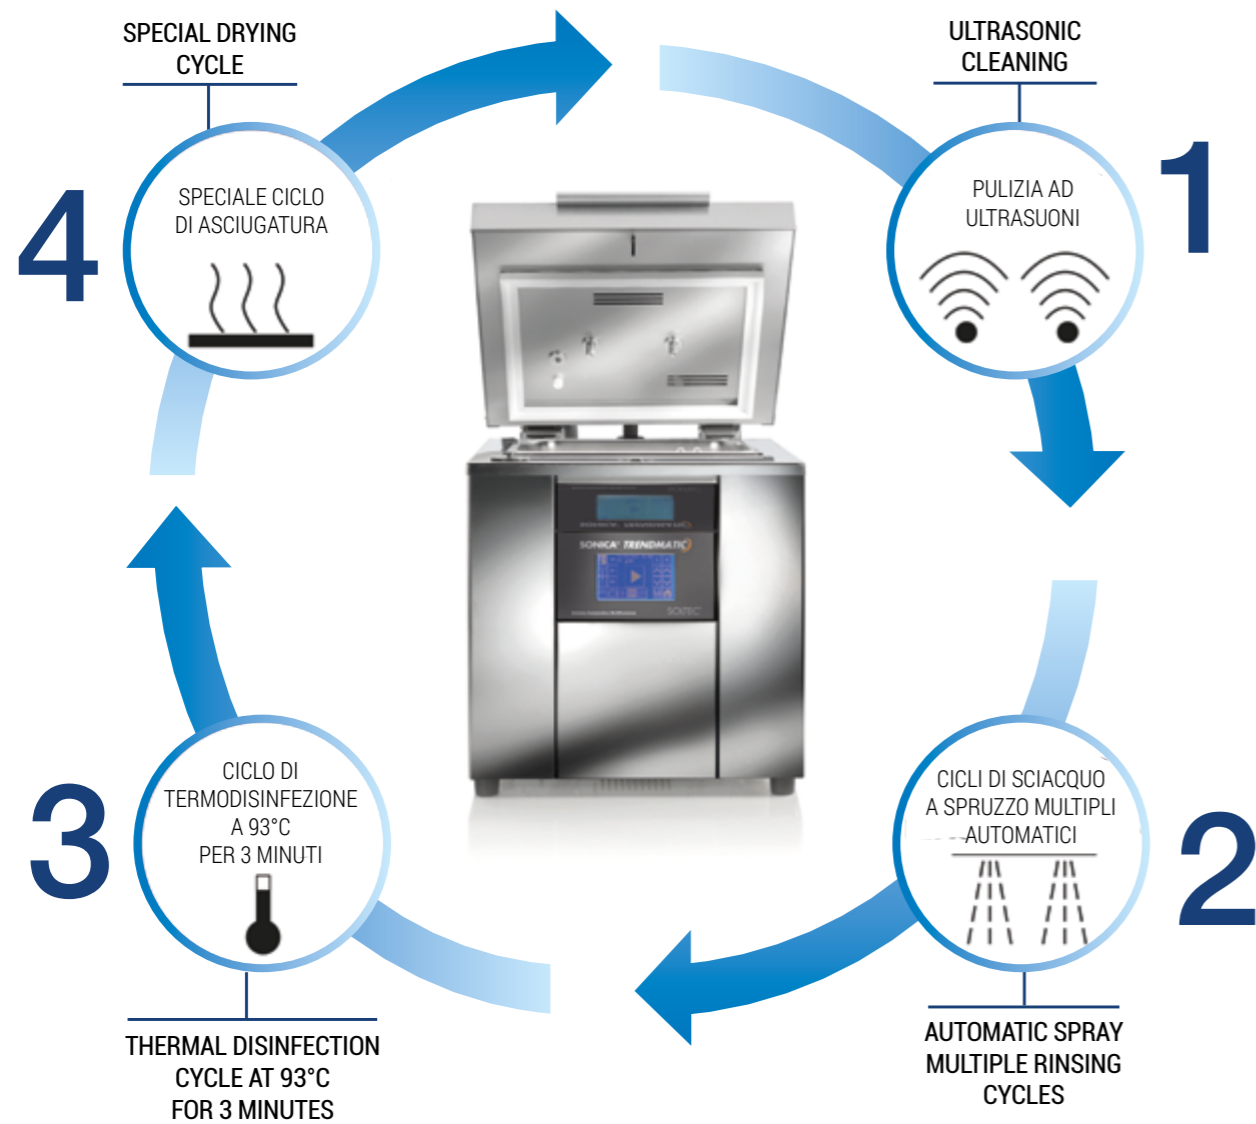 SPECIAL DRYING
CYCLE
4
SPECIALE CICLO
DI ASCIUGATURA
ULTRASONIC
CLEANING
1
PULIZIA AD
ULTRASUONI
SONICA® TRENDMATIC
SOLTEC®
3
CICLO DI
TERMODISINFEZIONE
A 93°C
PER 3 MINUTI
THERMAL DISINFECTION
CYCLE AT 93°C
FOR 3 MINUTES
2
CICLI DI SCIACQUO
A SPRUZZO MULTIPLI
AUTOMATICI
AUTOMATIC SPRAY
MULTIPLE RINSING
CYCLES